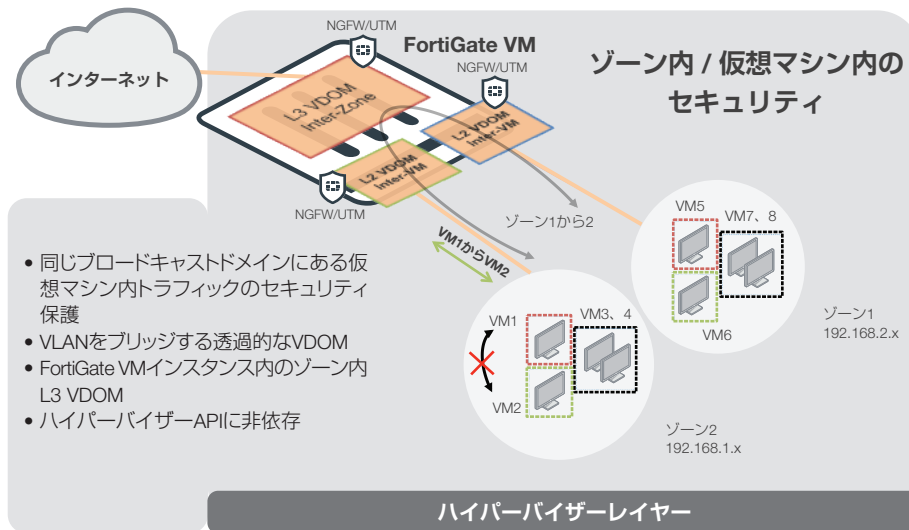 NGFW/UTM
FortiGate VM
NGFW/UTM
インターネット
ゾーン内 / 仮想マシン内の
セキュリティ
L3 VDOM
Inter-Zone
L2 VDOM
inter-VM
L2 VDOM
inter-VM
NGFW/UTM
ゾーン1から2
VM1からVM2
VM5
VM7、8
VM6
ゾーン1
192.168.2.x
• 同じブロードキャストドメインにある仮
想マシン内トラフィックのセキュリティ
保護
• VLANをブリッジする透過的なVDOM
• FortiGate VMインスタンス内のゾーン内
L3 VDOM
• ハイパーバイザーAPIに非依存
VM1
VM3、4
VM2
ゾーン2
192.168.1.x
ハイパーバイザーレイヤー